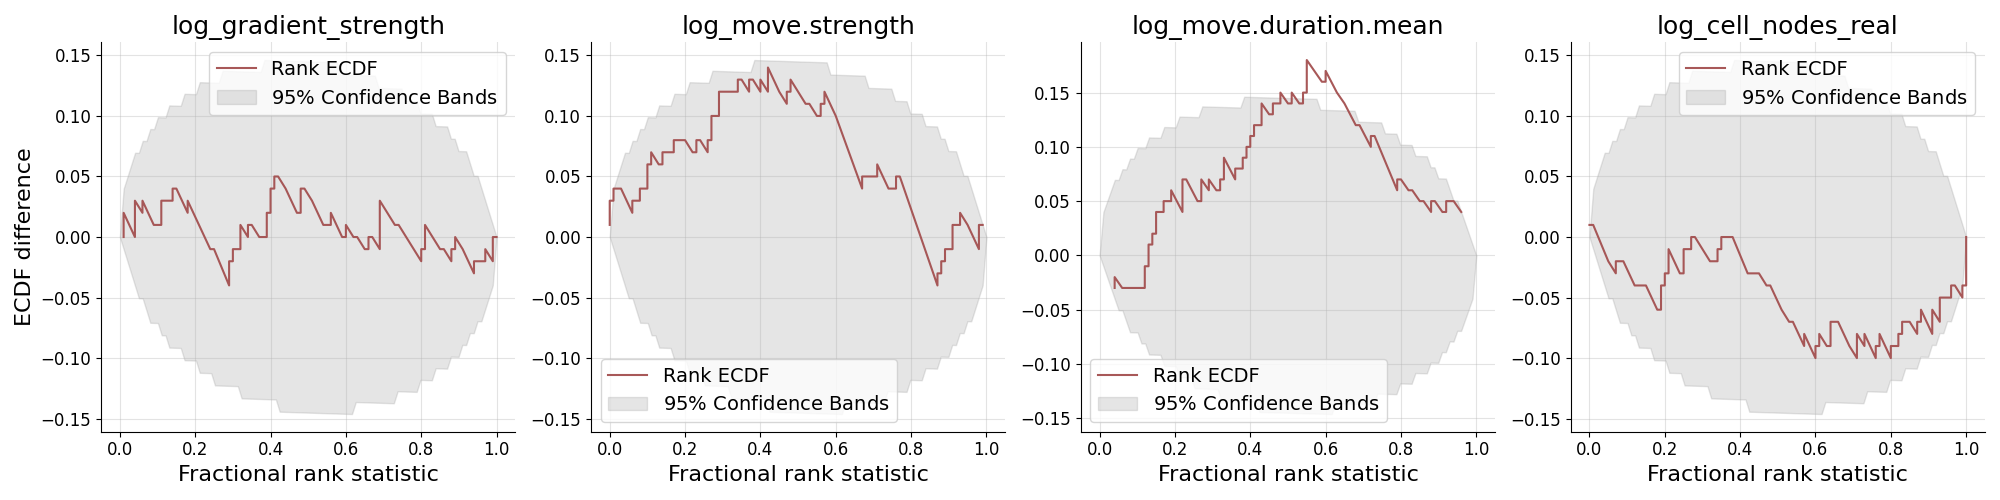 log_gradient_strength
0.15
0.10
0.05
0.00
−0.05
−0.10
−0.15
ECDF difference
Rank ECDF
95% Confidence Bands
0.0 0.2 0.4 0.6 0.8 1.0
Fractional rank statistic
log_move.strength
0.15
0.10
0.05
0.00
−0.05
−0.10
−0.15
Rank ECDF
95% Confidence Bands
0.0 0.2 0.4 0.6 0.8 1.0
Fractional rank statistic
log_move.duration.mean
0.15
0.10
0.05
0.00
−0.05
−0.10
−0.15
Rank ECDF
95% Confidence Bands
0.0 0.2 0.4 0.6 0.8 1.0
Fractional rank statistic
log_cell_nodes_real
0.15
0.10
0.05
0.00
−0.05
−0.10
−0.15
Rank ECDF
95% Confidence Bands
0.0 0.2 0.4 0.6 0.8 1.0
Fractional rank statistic